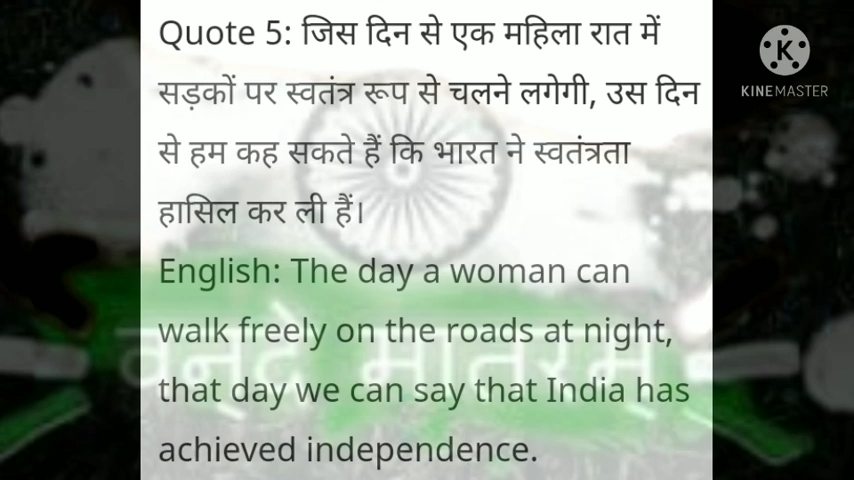 Quote 5: जिस दिन से एक महिला रात में
सड़कों पर स्वतंत्र रूप से चलने लगेगी, उस दिन
से हम कह सकते हैं कि भारत ने स्वतंत्रता
हासिल कर ली हैं।
English: The day a woman can
walk freely on the roads at night,
that day we can say that India has
achieved independence.
वन्दे मातरम्
K
KINEMASTER